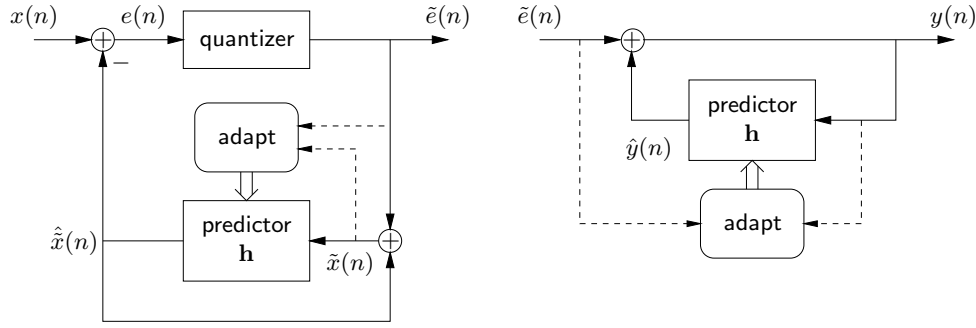 x(n)
e(n)
ẽ(n)
quantizer
−
adapt
predictor
h
x̃̂(n)
x̃(n)
ẽ(n)
y(n)
predictor
h
ŷ(n)
adapt